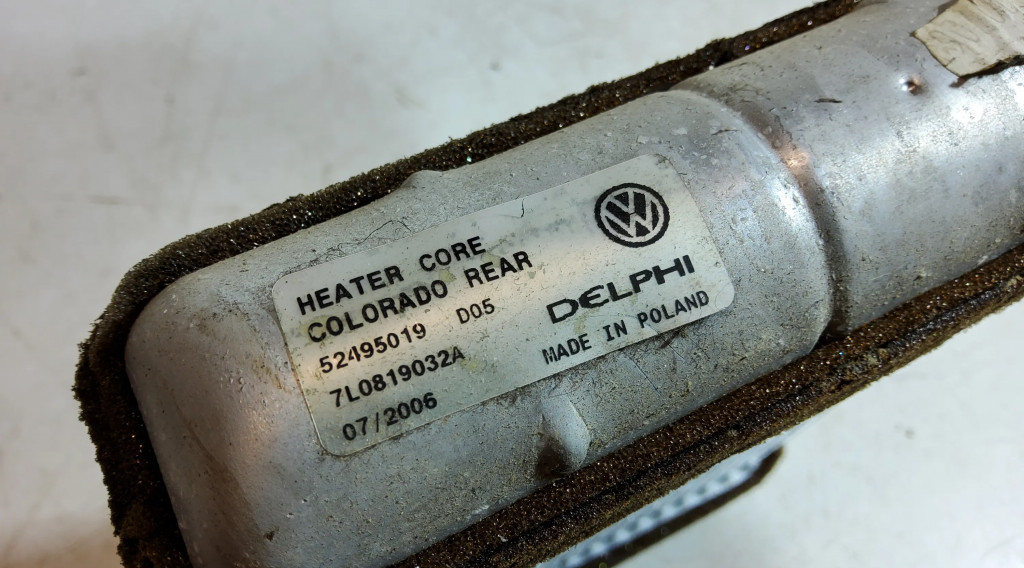 HEATER CORE
COLORADO REAR
52495019 D05
7L0819032A
07/2006
DELPHI
MADE IN POLAND